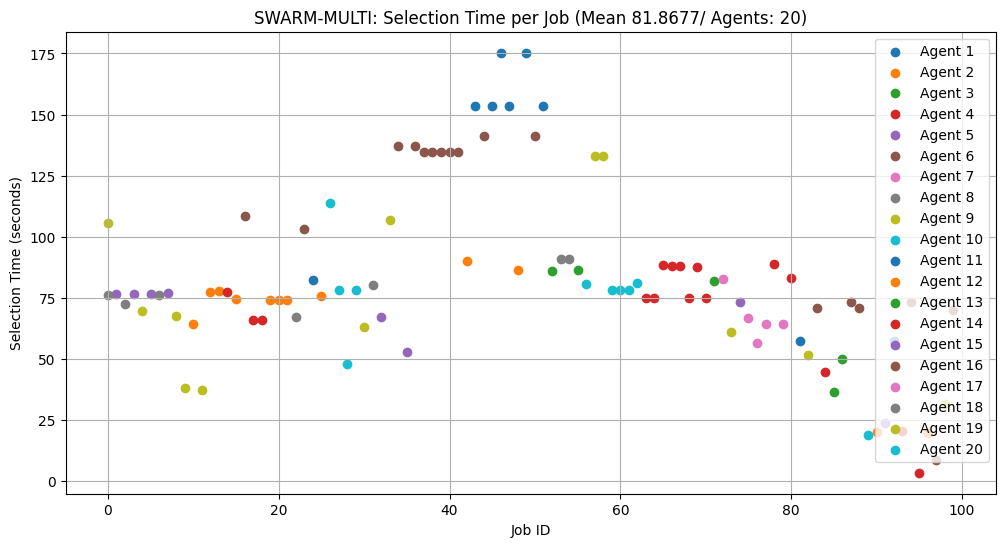 SWARM-MULTI: Selection Time per Job (Mean 81.8677/ Agents: 20)
Selection Time (seconds)
175
150
125
100
75
50
25
0
0
20
40
60
80
100
Job ID
Agent 1
Agent 2
Agent 3
Agent 4
Agent 5
Agent 6
Agent 7
Agent 8
Agent 9
Agent 10
Agent 11
Agent 12
Agent 13
Agent 14
Agent 15
Agent 16
Agent 17
Agent 18
Agent 19
Agent 20